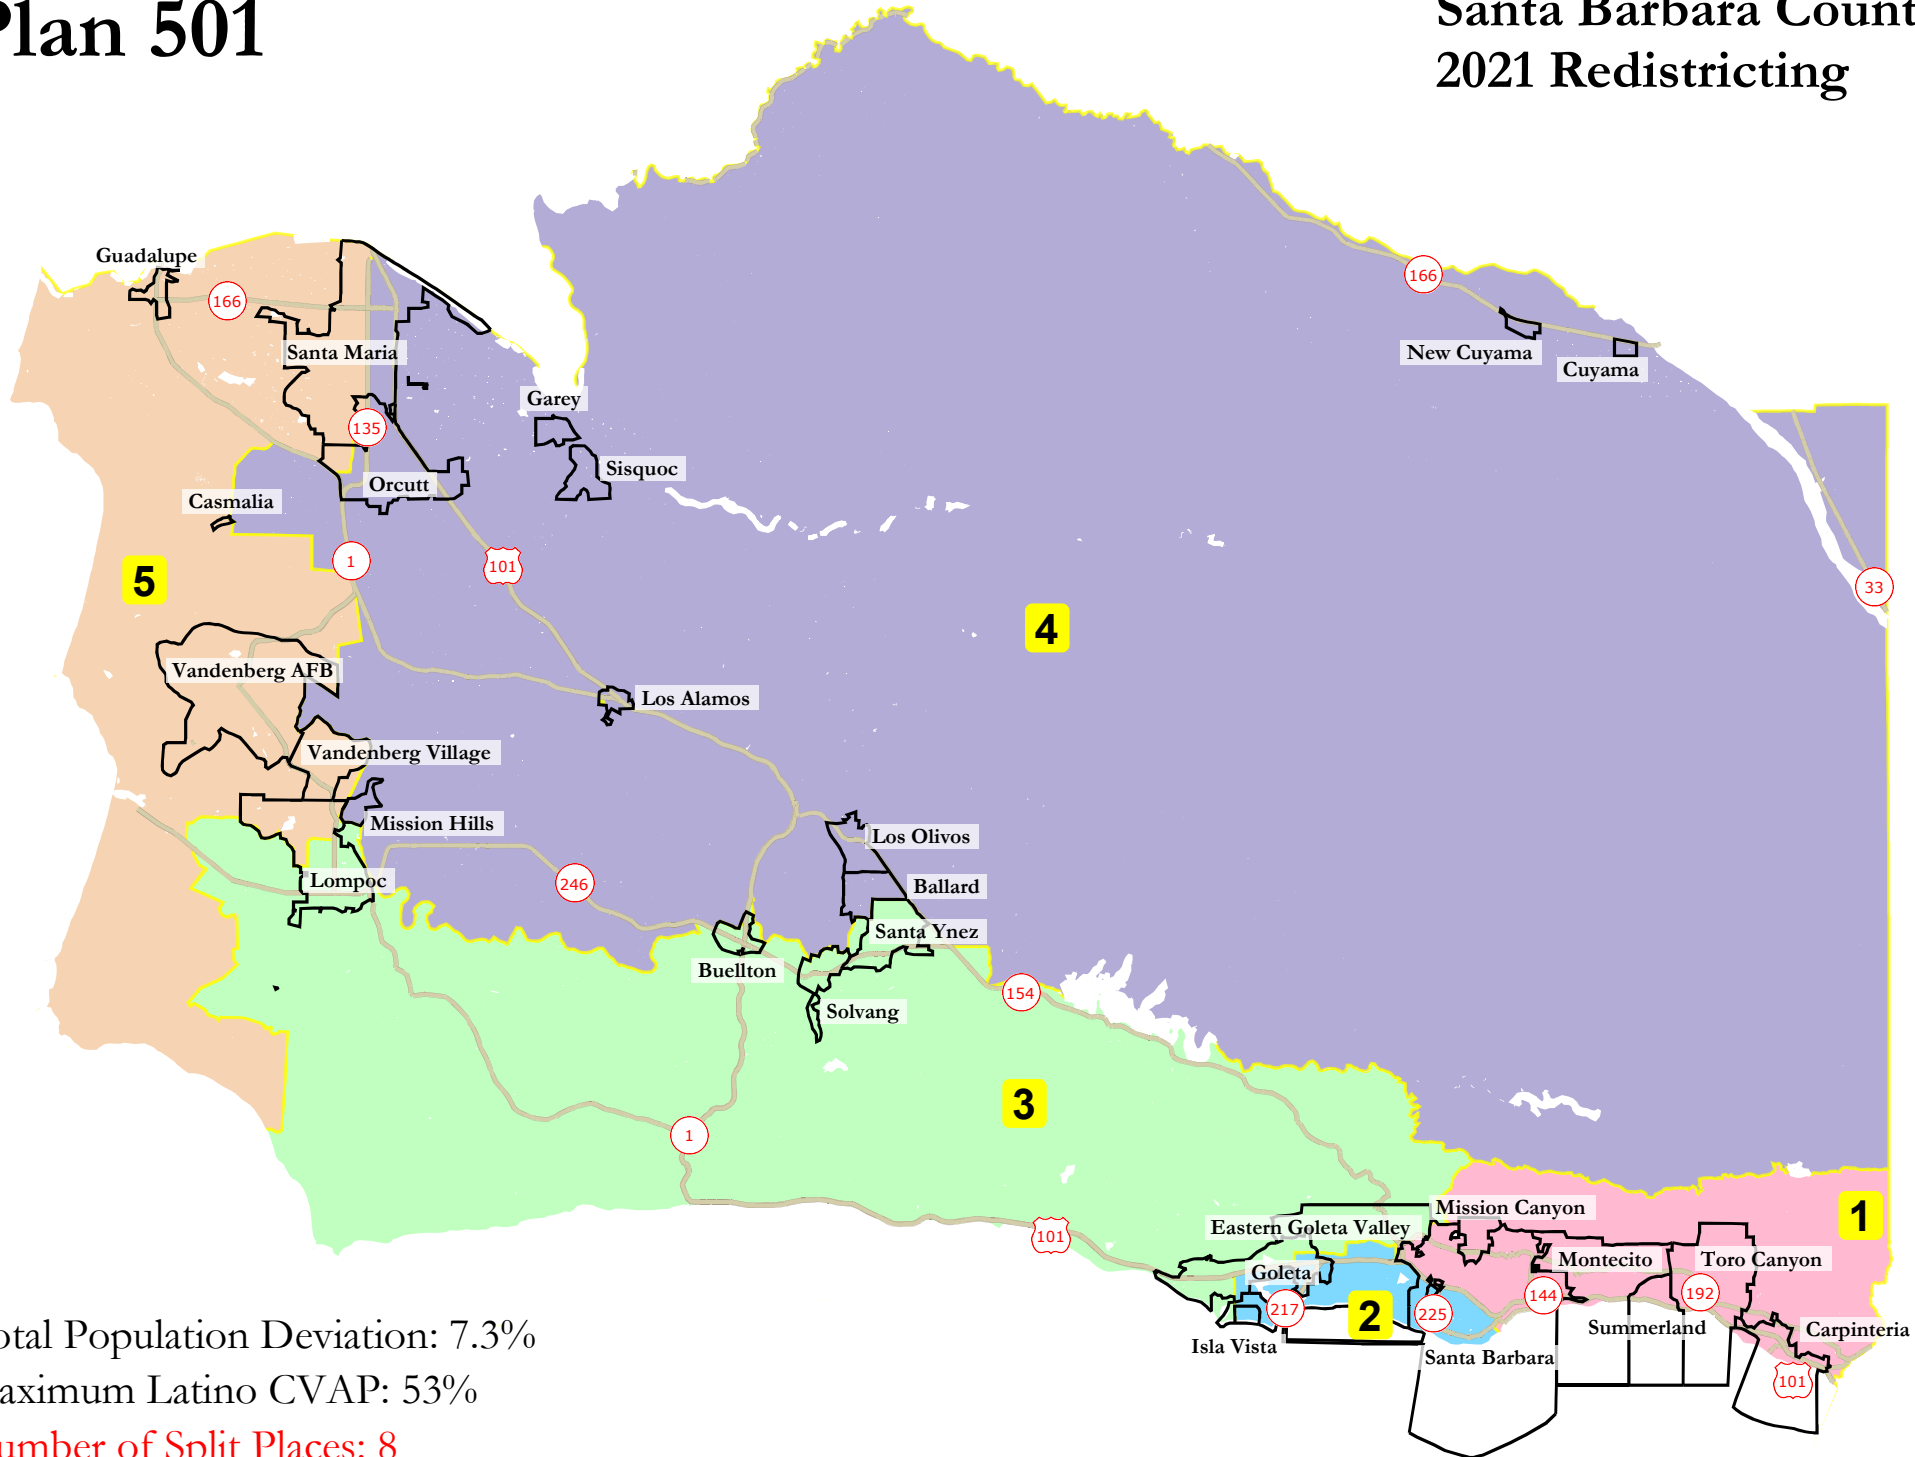 Plan 501
Santa Barbara Count
2021 Redistricting
Guadalupe
166
166
Santa Maria
New Cuyama
Cuyama
Garey
135
Sisquoc
Orcutt
Casmalia
1
101
5
33
4
Vandenberg AFB
Los Alamos
Vandenberg Village
Mission Hills
Los Olivos
Lompoc
246
Ballard
Santa Ynez
Buellton
154
Solvang
3
1
Mission Canyon
1
Eastern Goleta Valley
101
Montecito
Toro Canyon
Goleta
217
2
225
144
192
Summerland
Carpinteria
Isla Vista
Santa Barbara
101
otal Population Deviation: 7.3%
aximum Latino CVAP: 53%
umber of Split Places: 8